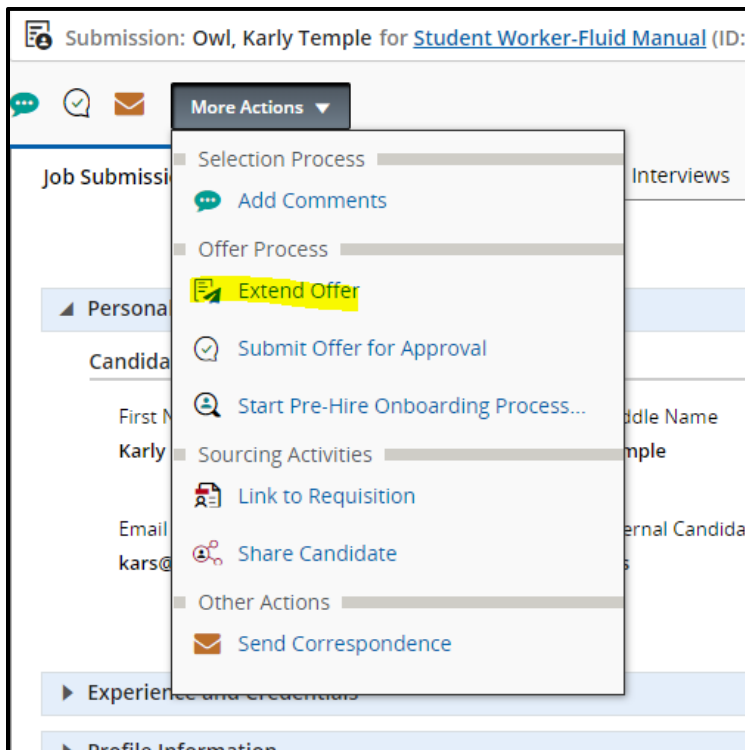 Submission: Owl, Karly Temple for Student Worker-Fluid Manual (ID:
More Actions
Job Submissi
Interviews
Selection Process
Add Comments
Offer Process
Extend Offer
Submit Offer for Approval
Start Pre-Hire Onboarding Process...
Sourcing Activities
Link to Requisition
Share Candidate
Other Actions
Send Correspondence
Persona
Candida
First N
ddle Name
Karly
mple
Email
ernal Candida
kars@
Experience and Credentials
Profile Information